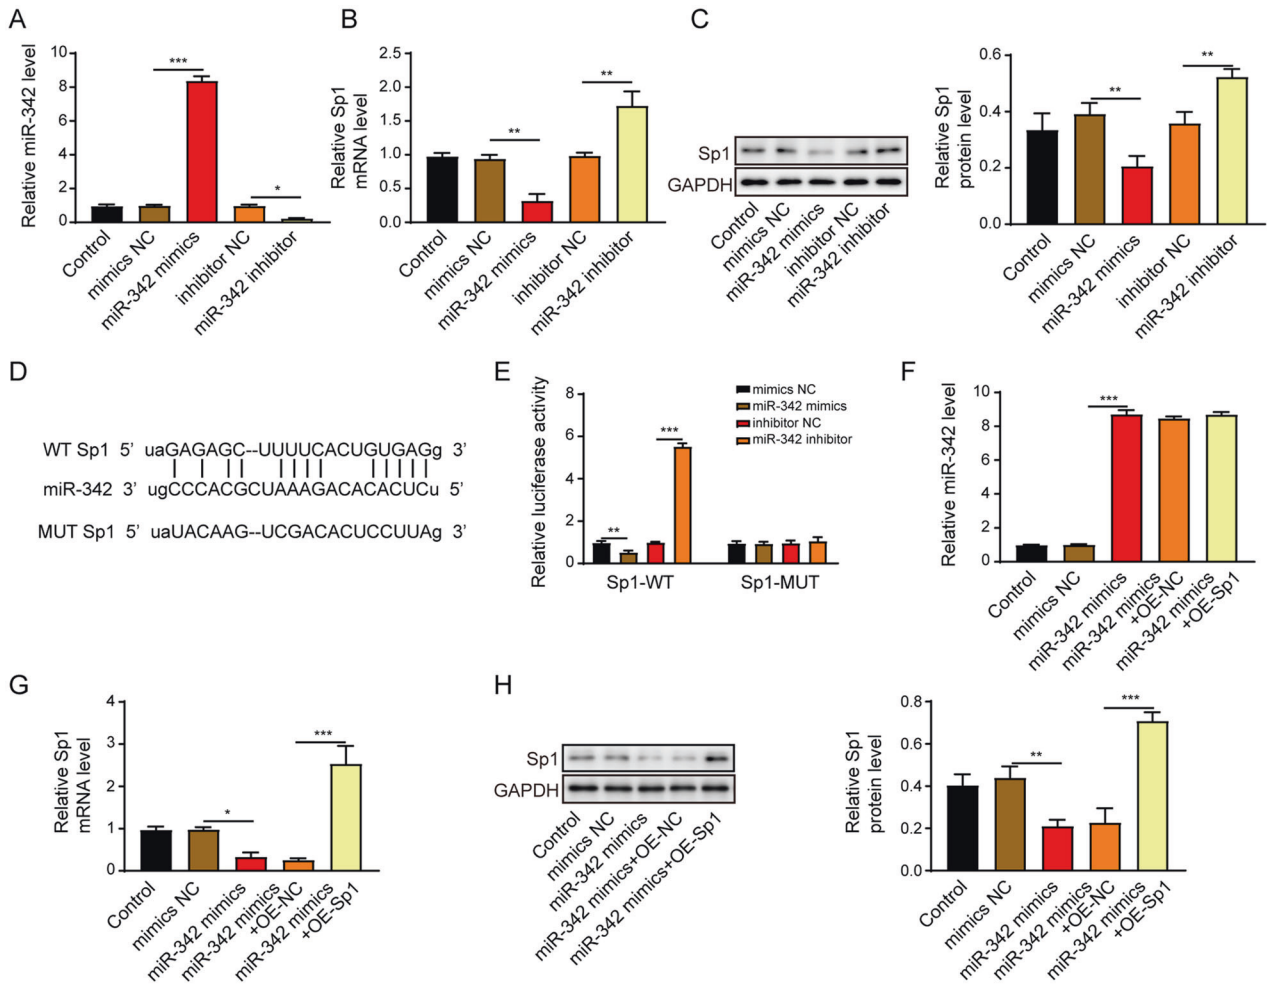 A
Relative miR-342 level
10
8
6
4
2
0
***
*
Control
mimics NC
miR-342 mimics
inhibitor NC
miR-342 inhibitor
B
Relative Sp1
mRNA level
2.5
2.0
1.5
1.0
0.5
0.0
**
**
Control
mimics NC
miR-342 mimics
inhibitor NC
miR-342 inhibitor
C
Sp1
GAPDH
Control
mimics NC
miR-342 mimics
inhibitor NC
miR-342 inhibitor
Relative Sp1
protein level
0.6
0.4
0.2
0.0
**
**
Control
mimics NC
miR-342 mimics
inhibitor NC
miR-342 inhibitor
D
WT Sp1 5’ uaGAGAGC--UUUUCACUGUGAGg 3’
miR-342 3’ ugCCCACGCUAAAGACACACUCu 5’
MUT Sp1 5’ uaUACAAG--UCGACACUCCUUAg 3’
E
Relative luciferase activity
8
6
4
2
0
**
***
mimics NC
miR-342 mimics
inhibitor NC
miR-342 inhibitor
Sp1-WT
Sp1-MUT
F
Relative miR-342 level
10
8
6
4
2
0
***
Control
mimics NC
miR-342 mimics
miR-342 mimics
+OE-NC
miR-342 mimics
+OE-Sp1
G
Relative Sp1
mRNA level
4
3
2
1
0
*
***
Control
mimics NC
miR-342 mimics
miR-342 mimics
+OE-NC
miR-342 mimics
+OE-Sp1
H
Sp1
GAPDH
Control
mimics NC
miR-342 mimics
miR-342 mimics+OE-NC
miR-342 mimics+OE-Sp1
Relative Sp1
protein level
0.8
0.6
0.4
0.2
0.0
**
***
Control
mimics NC
miR-342 mimics
miR-342 mimics
+OE-NC
miR-342 mimics
+OE-Sp1